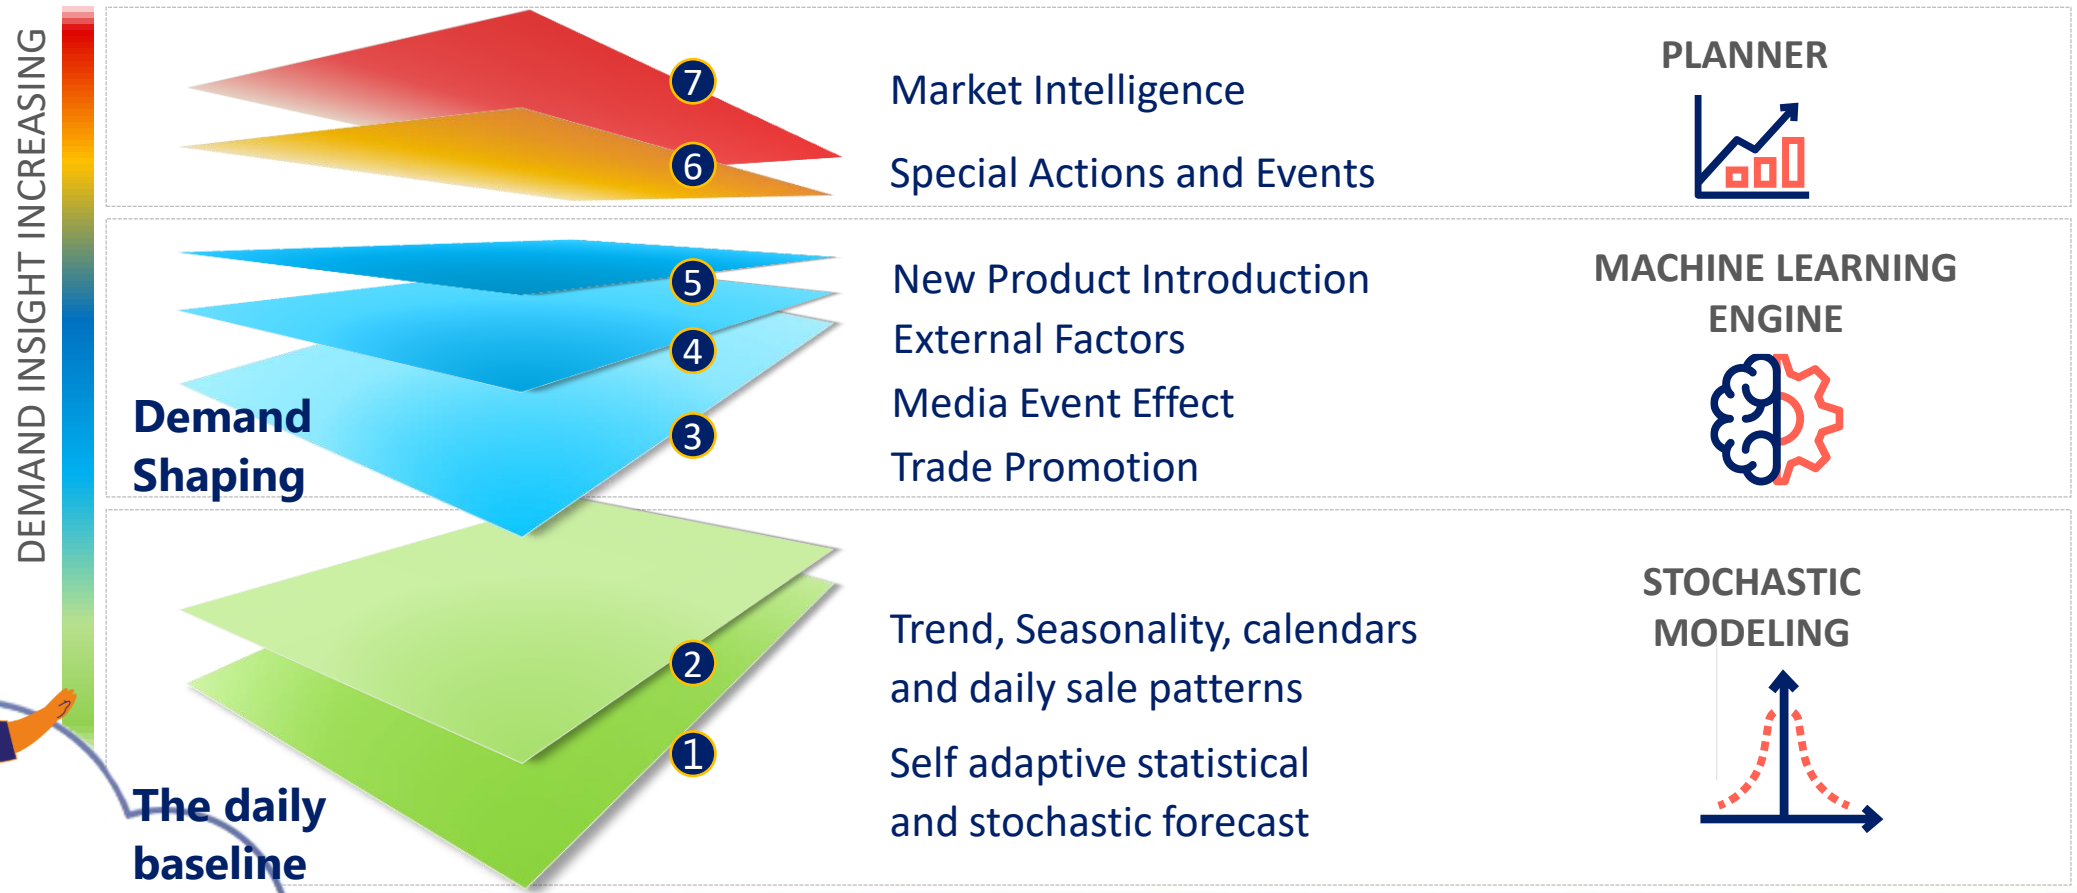 DEMAND INSIGHT INCREASING
7
Market Intelligence
6
Special Actions and Events
PLANNER
5
New Product Introduction
4
External Factors
Media Event Effect
3
Trade Promotion
Demand
Shaping
MACHINE LEARNING
ENGINE
2
Trend, Seasonality, calendars
and daily sale patterns
1
Self adaptive statistical
and stochastic forecast
The daily
baseline
STOCHASTIC
MODELING